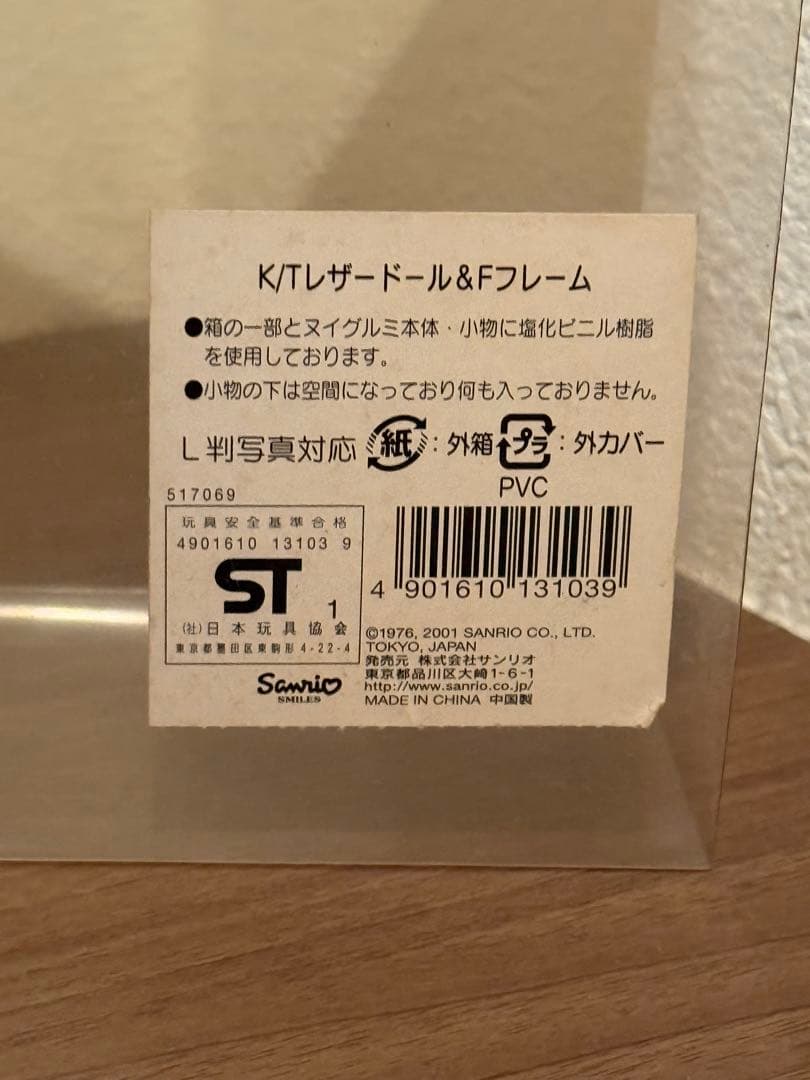 K/Tレザードール&Fフレーム
●箱の一部とヌイグルミ本体・小物に塩化ビニル樹脂
を使用しております。
●小物の下は空間になっており何も入っておりません。
L判写真対応 紙:外箱 プラ:外カバー
PVC
517069
玩具安全基準合格
4901610 13103 9
ST 1
(社)日本玩具協会
東京都墨田区東駒形4-22-4
Sanrio
SMILES
4 901610 131039
©1976, 2001 SANRIO CO., LTD.
TOKYO, JAPAN
発売元 株式会社サンリオ
東京都品川区大崎1-6-1
http://www.sanrio.co.jp/
MADE IN CHINA 中国製